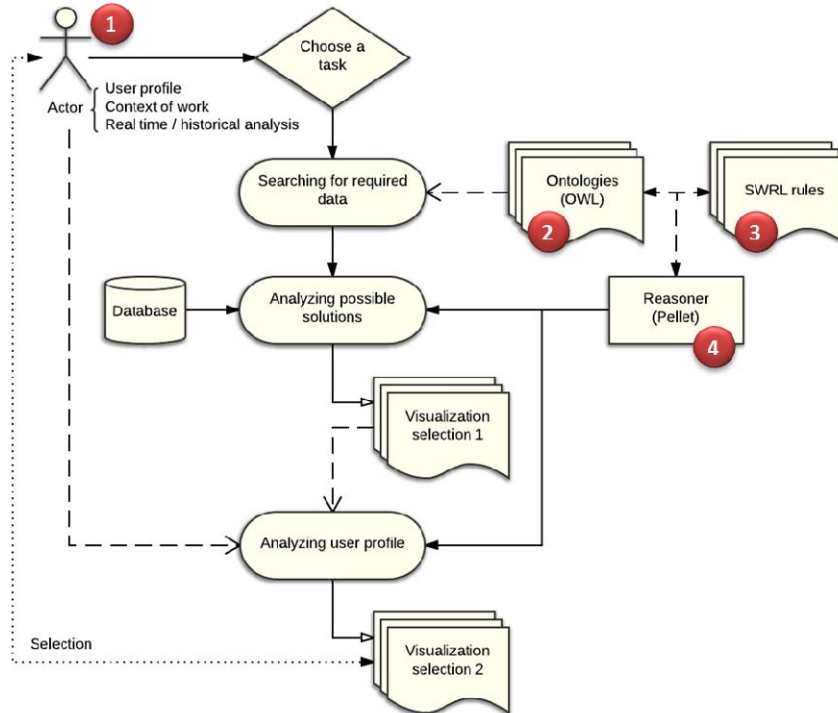 1
Choose a
task
Actor
User profile
Context of work
Real time / historical analysis
Searching for required
data
Ontologies
(OWL)
2
SWRL rules
3
Database
Analyzing possible
solutions
Reasoner
(Pellet)
4
Visualization
selection 1
Analyzing user profile
Selection
Visualization
selection 2